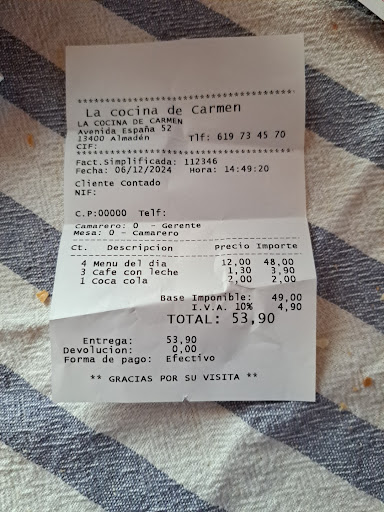 ****************************************
La cocina de Carmen
LA COCINA DE CARMEN
Avenida España 52
13400 Almadén Tlf: 619 73 45 70
CIF:
****************************************
Fact.Simplificada: 112346
Fecha: 06/12/2024 Hora: 14:49:20
Cliente Contado
NIF:
C.P:00000 Telf:
Camarero: 0 - Gerente
Mesa: 0 - Camarero
Ct. Descripcion Precio Importe
4 Menu del dia 12,00 48,00
3 Cafe con leche 1,30 3,90
1 Coca cola 2,00 2,00
Base Imponible: 49,00
I.V.A. 10% 4,90
TOTAL: 53,90
Entrega: 53,90
Devolucion: 0,00
Forma de pago: Efectivo
** GRACIAS POR SU VISITA **